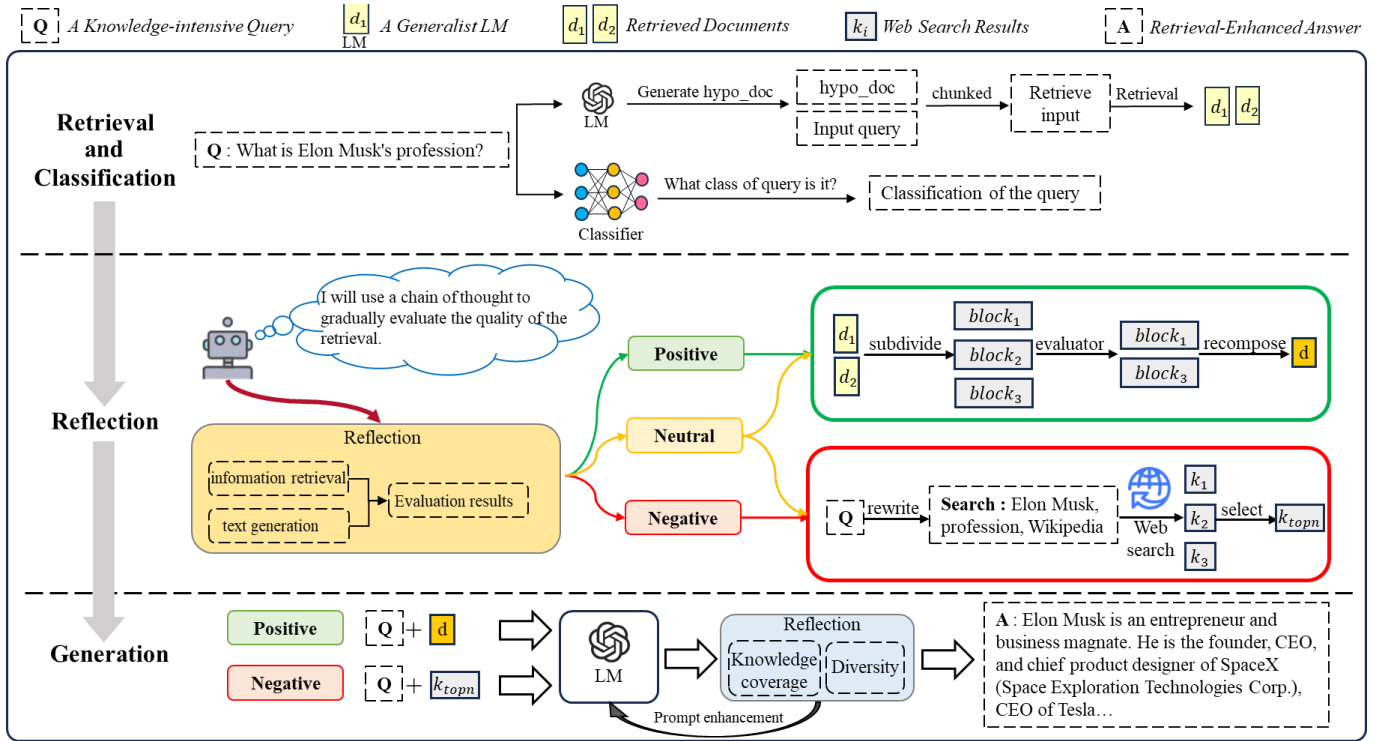 Q A Knowledge-intensive Query
d1 LM A Generalist LM
d1 d2 Retrieved Documents
ki Web Search Results
A Retrieval-Enhanced Answer
Retrieval
and
Classification
Q : What is Elon Musk's profession?
LM
Generate hypo_doc
hypo_doc
Input query
chunked
Retrieve
input
Retrieval
d1 d2
Classifier
What class of query is it?
Classification of the query
Reflection
I will use a chain of thought to
gradually evaluate the quality of the
retrieval.
Reflection
information retrieval
text generation
Evaluation results
Positive
Neutral
Negative
d1
d2
subdivide
block1
block2
block3
evaluator
block1
block3
recompose
d
Q
rewrite
Search : Elon Musk,
profession, Wikipedia
Web
search
k1
k2
k3
select
ktopn
Generation
Positive
Q + d
Negative
Q + ktopn
LM
Reflection
Knowledge
coverage
Diversity
Prompt enhancement
A : Elon Musk is an entrepreneur and
business magnate. He is the founder, CEO,
and chief product designer of SpaceX
(Space Exploration Technologies Corp.),
CEO of Tesla…